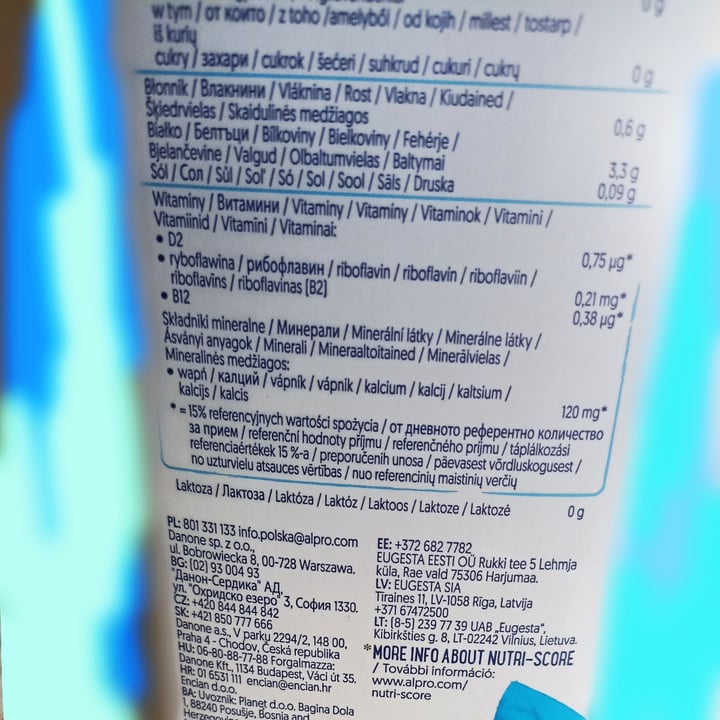 w tym / от които / z toho /amelyből / od kojih / millest / tostarp /
iš kurių
cukry / захари / cukrok / šećeri / suhkrud / cukuri / cukrų 0 g
Błonnik / Влакнини / Vláknina / Rost / Vlakna / Kiudained /
Šķiedrvielas / Skaidulinės medžiagos 0,6 g
Białko / Белтъци / Bílkoviny / Bielkoviny / Fehérje /
Bjelančevine / Valgud / Olbaltumvielas / Baltymai 3,3 g
Sól / Сол / Sůl / Soľ / Só / Sol / Sool / Sāls / Druska 0,09 g
Witaminy / Витамини / Vitaminy / Vitamíny / Vitaminok / Vitamini /
Vitamiinid / Vitamīni / Vitaminai:
• D2 0,75 µg*
• ryboflawina / рибофлавин / riboflavin / riboflavín / riboflaviin /
riboflavīns / riboflavinas (B2) 0,21 mg*
• B12 0,38 µg*
Składniki mineralne / Минерали / Minerální látky / Minerálne látky /
Ásványi anyagok / Minerali / Mineraaltoitained / Minerālvielas /
Mineralinės medžiagos:
• wapń / калций / vápník / vápnik / kalcium / kalcij / kaltsium /
kalcijs / kalcis 120 mg*
* = 15% referencyjnych wartości spożycia / от дневното референтно количество
за прием / referenční hodnoty příjmu / referenčného príjmu / táplálkozási
referenciaértékek 15 %-a / preporučenih unosa / päevasest võrdluskogusest /
no uzturvielu atsauces vērtības / nuo referencinių maistinių verčių
Laktoza / Лактоза / Laktóza / Laktóz / Laktoos / Laktoze / Laktozė 0 g
PL: 801 331 133 info.polska@alpro.com
Danone sp. z o.o.,
ul. Bobrowiecka 8, 00-728 Warszawa.
BG: (02) 93 004 93
"Данон-Сердика" АД,
ул. "Охридско езеро" 3, София 1330.
CZ: +420 844 844 842
SK: +421 850 777 666
Danone a.s., V parku 2294/2, 148 00,
Praha 4 - Chodov, Česká republika
HU: 06-80-88-77-88 Forgalmazza:
Danone Kft., 1134 Budapest, Váci út 35.
HR: 01 6531 111 encian@encian.hr
Encian d.o.o.
BA: Uvoznik: Planet d.o.o. Bagina Dola
1, 88240 Posušje, Bosnia and
EE: +372 682 7782
EUGESTA EESTI OÜ Rukki tee 5 Lehmja
küla, Rae vald 75306 Harjumaa.
LV: EUGESTA SIA
Tiraines 11, LV-1058 Rīga, Latvija
+371 67472500
LT: [8-5] 239 77 39 UAB „Eugesta",
Kibirkšties g. 8, LT-02242 Vilnius, Lietuva.
*MORE INFO ABOUT NUTRI-SCORE
/ További információ:
www.alpro.com/
nutri-score